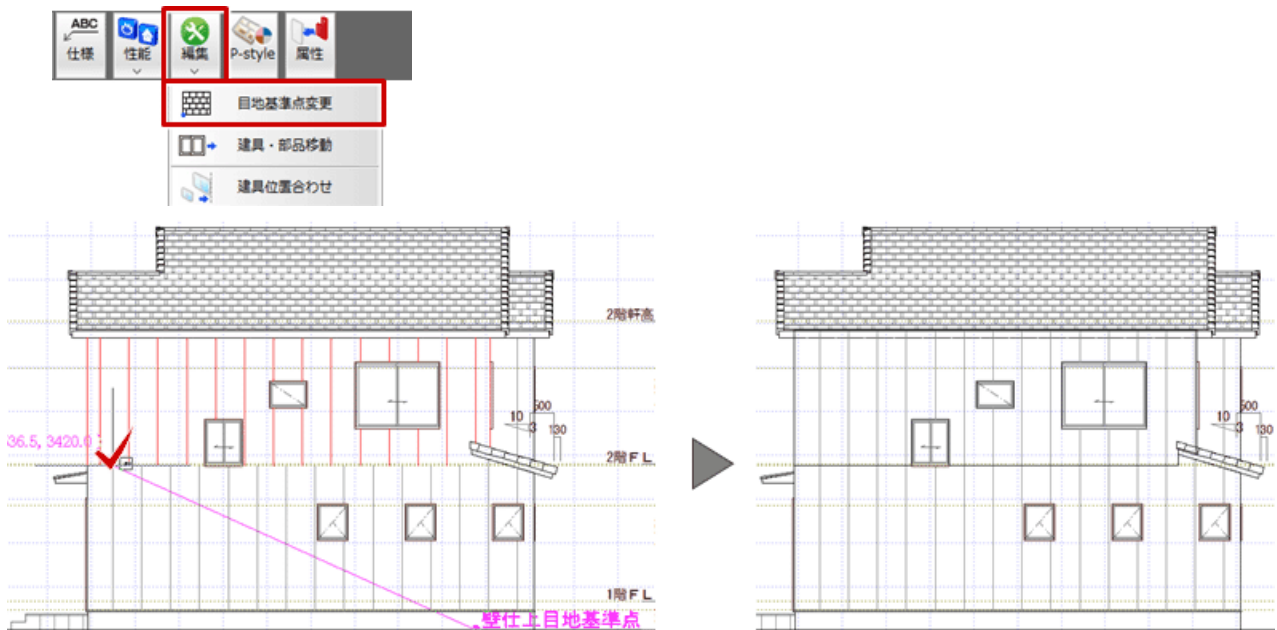 ABC
仕様
性能
編集
P-style
属性
目地基準点変更
建具・部品移動
建具位置合わせ
2階軒高
500
10
3
130
36.5, 3420.0
2階ＦＬ
1階ＦＬ
壁仕上目地基準点
500
10
3
130